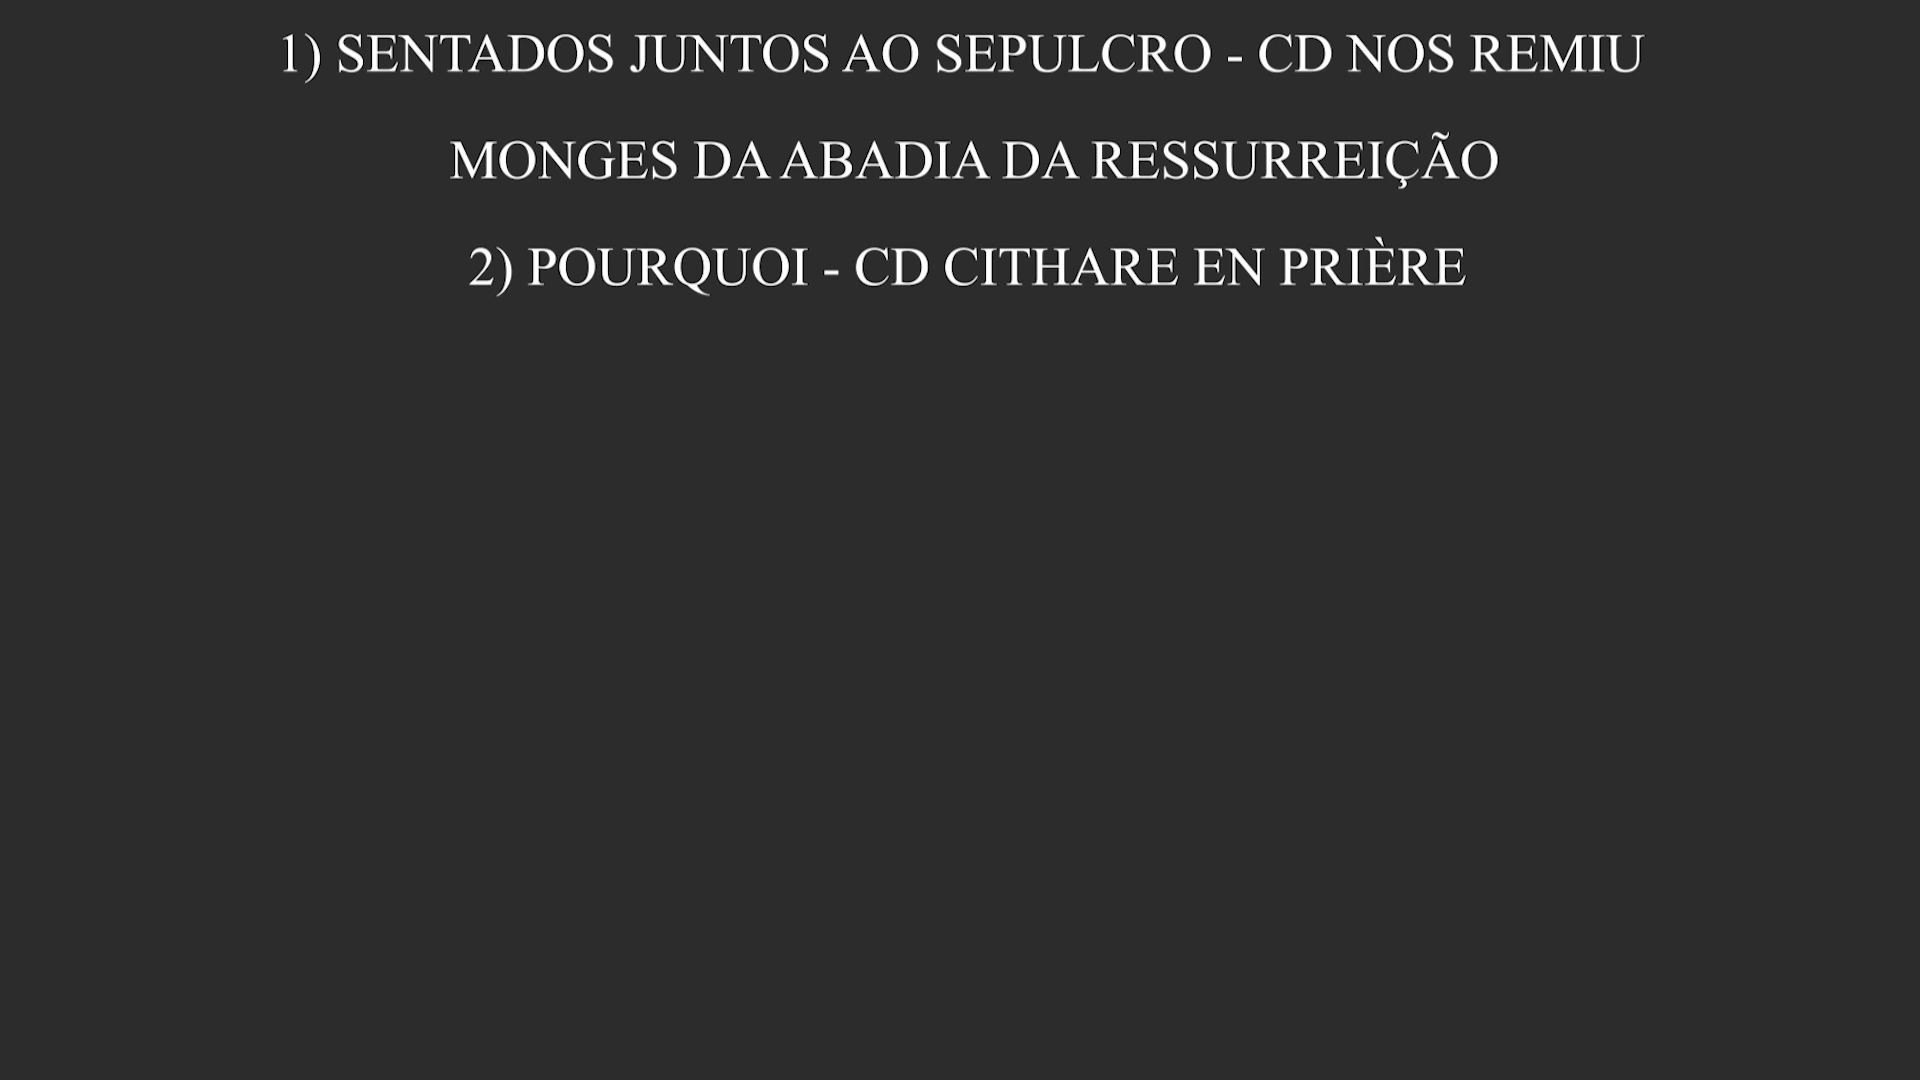 1) SENTADOS JUNTOS AO SEPULCRO - CD NOS REMIU
MONGES DA ABADIA DA RESSURREIÇÃO
2) POURQUOI - CD CITHARE EN PRIÈRE